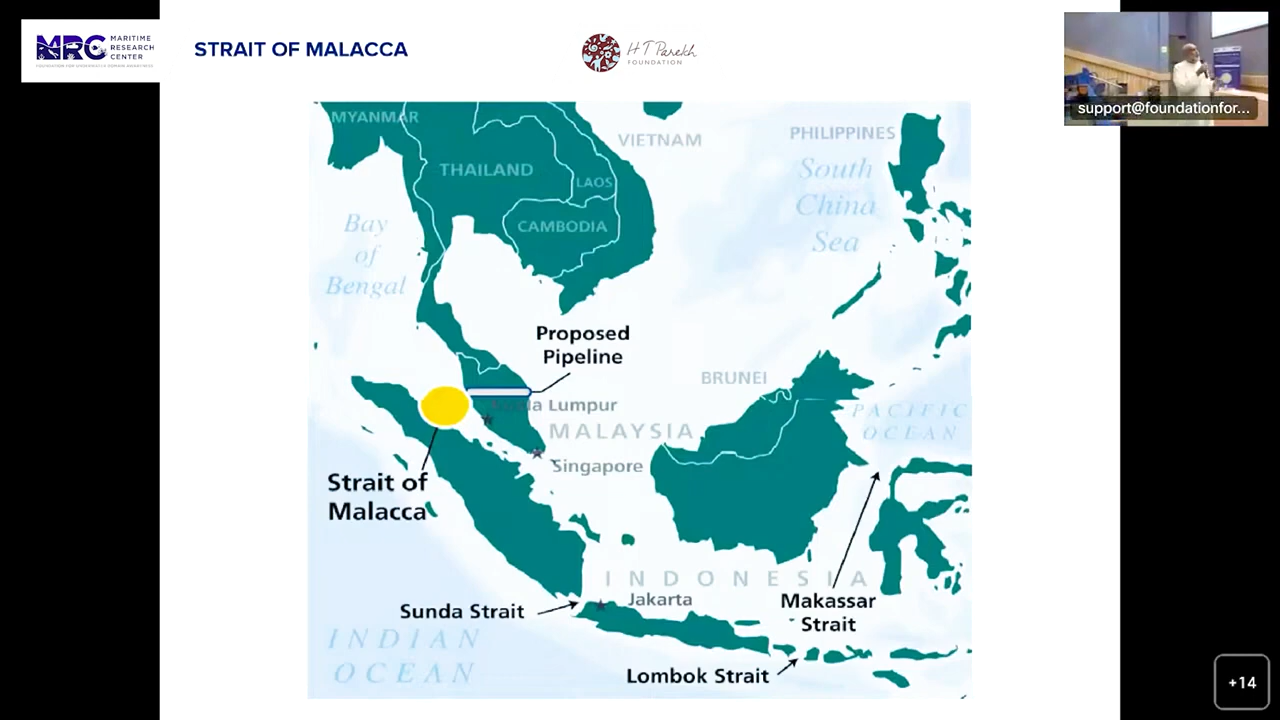 MRC
MARITIME
RESEARCH
CENTER
STRAIT OF MALACCA
HT Parekh
FOUNDATION
support@foundationfor...
MYANMAR
VIETNAM
PHILIPPINES
THAILAND
LAOS
South
China
Sea
CAMBODIA
Bay
of
Bengal
Proposed
Pipeline
BRUNEI
Lumpur
PACIFIC
OCEAN
MALAYSIA
Singapore
Strait of
Malacca
INDONESIA
Jakarta
Makassar
Strait
Sunda Strait
INDIAN
OCEAN
Lombok Strait
+14